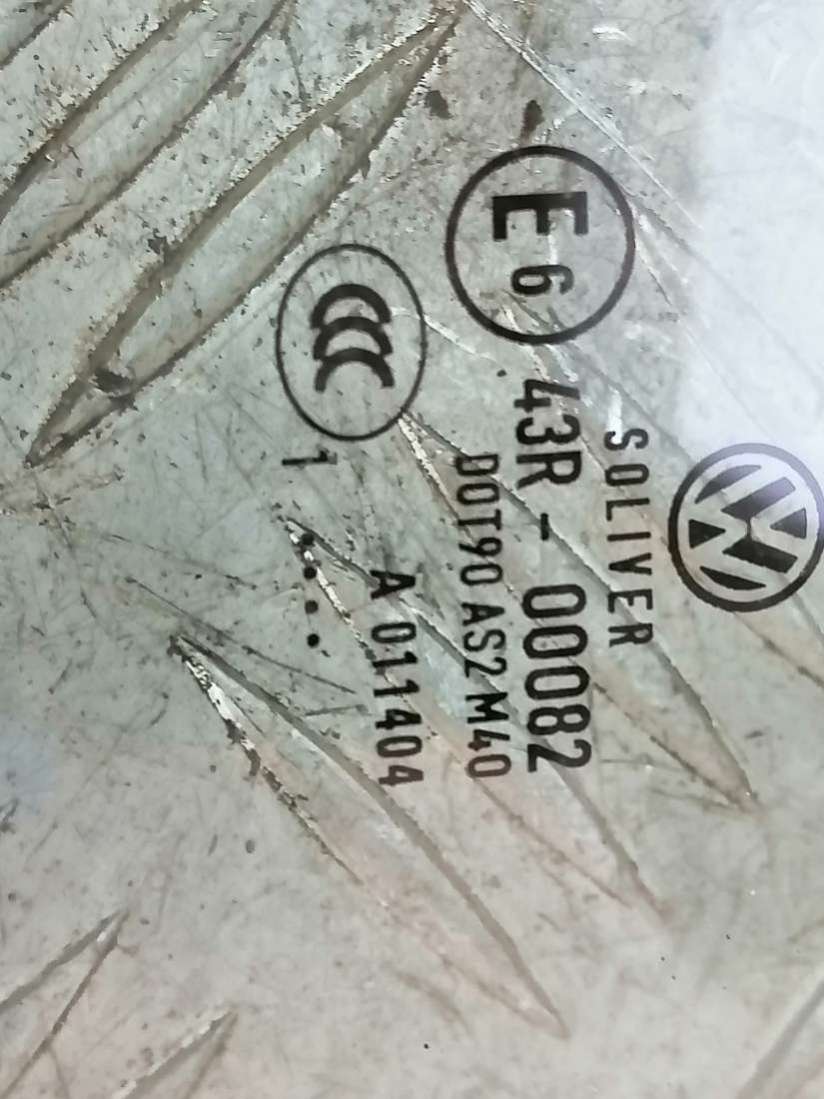 VW
SOLIVER
E6
43R - 00082
DOT90 AS2 M40
CCC
A 011404
1
....